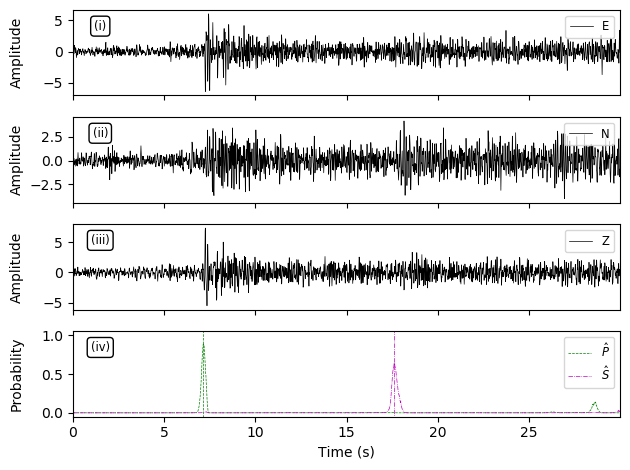 (i)
E
Amplitude
5
0
−5
(ii)
N
Amplitude
2.5
0.0
−2.5
(iii)
Z
Amplitude
5
0
−5
(iv)
P̂
Ŝ
Probability
1.0
0.5
0.0
0 5 10 15 20 25
Time (s)